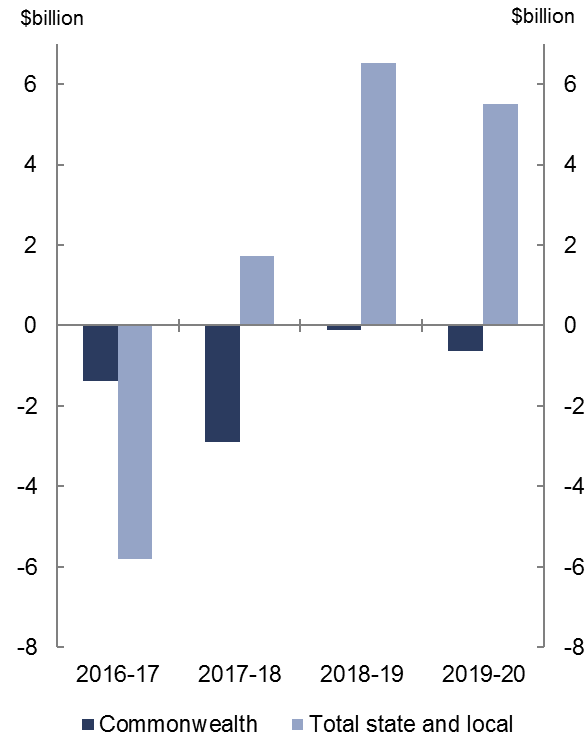 $billion $billion
6 6
4 4
2 2
0 0
-2 -2
-4 -4
-6 -6
-8 -8
2016-17 2017-18 2018-19 2019-20
Commonwealth Total state and local